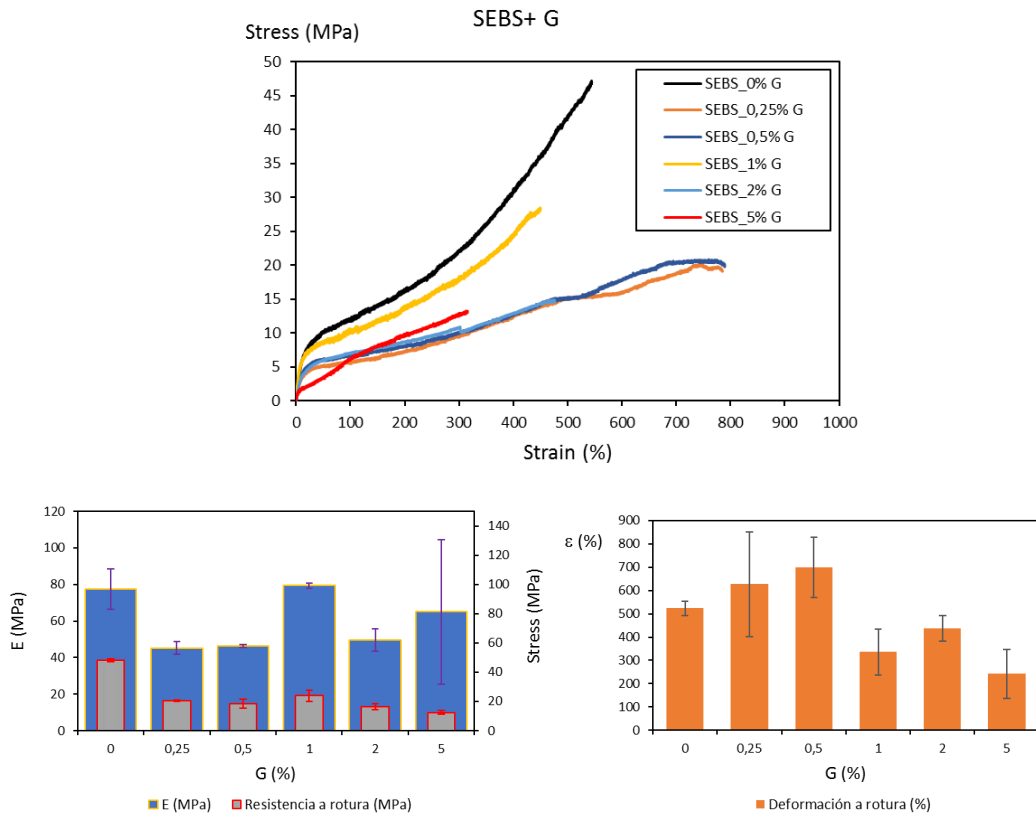 SEBS+ G
Stress (MPa)
50
45
40
35
30
25
20
15
10
5
0
SEBS_0% G
SEBS_0,25% G
SEBS_0,5% G
SEBS_1% G
SEBS_2% G
SEBS_5% G
0 100 200 300 400 500 600 700 800 900 1000
Strain (%)
E (MPa)
120
100
80
60
40
20
0
140
120
100
80
60
40
20
0
Stress (MPa)
0 0,25 0,5 1 2 5
G (%)
E (MPa) Resistencia a rotura (MPa)
ε (%)
900
800
700
600
500
400
300
200
100
0
0 0,25 0,5 1 2 5
G (%)
Deformación a rotura (%)